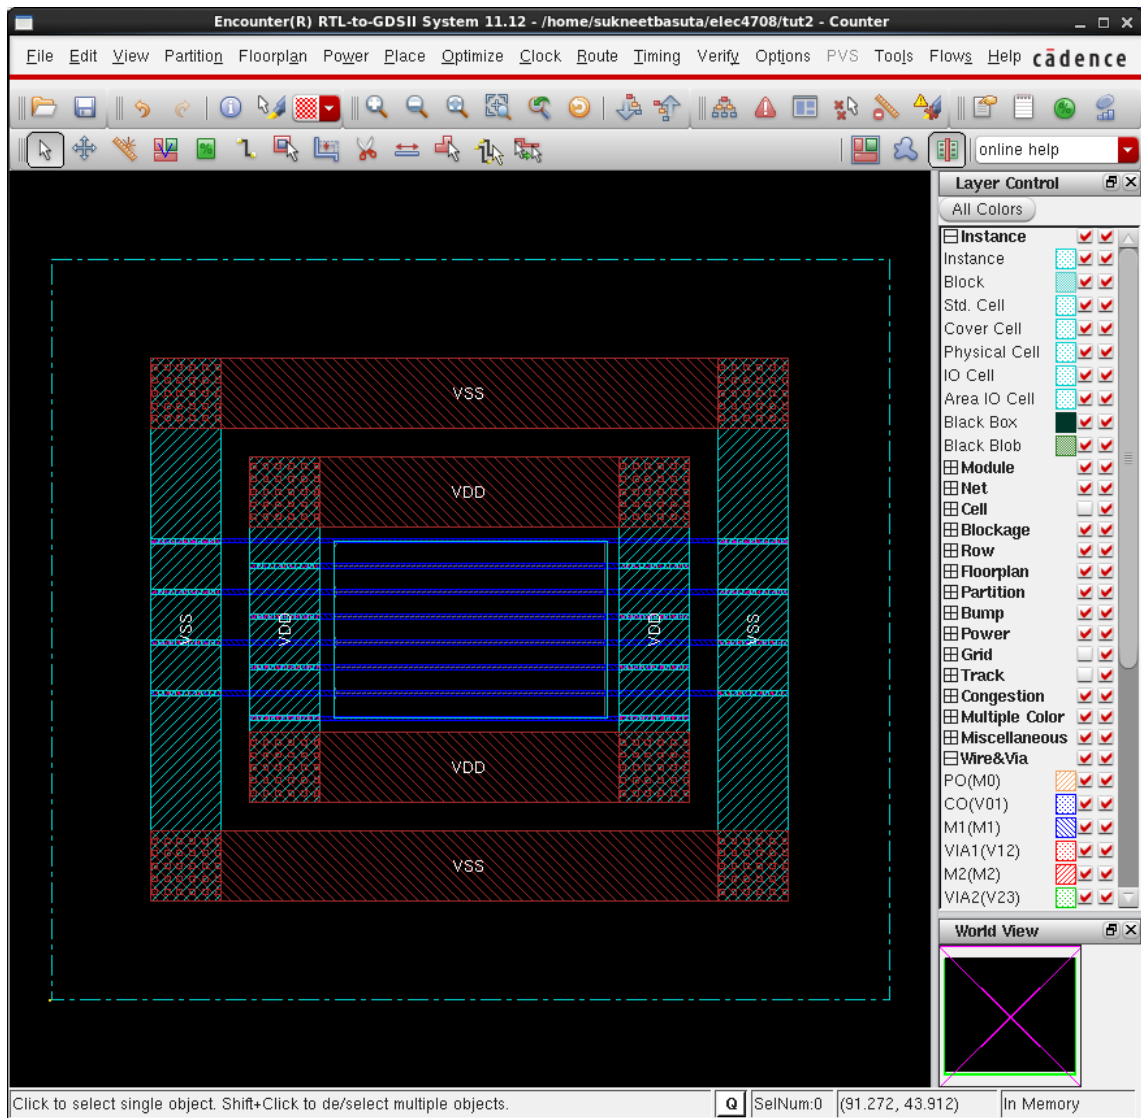 Encounter(R) RTL-to-GDSII System 11.12 - /home/sukneetbasuta/elec4708/tut2 - Counter
File Edit View Partition Floorplan Power Place Optimize Clock Route Timing Verify Options PVS Tools Flows Help cādence
online help
Layer Control
All Colors
Instance
Instance
Block
Std. Cell
Cover Cell
Physical Cell
IO Cell
Area IO Cell
Black Box
Black Blob
Module
Net
Cell
Blockage
Row
Floorplan
Partition
Bump
Power
Grid
Track
Congestion
Multiple Color
Miscellaneous
Wire&Via
PO(M0)
CO(V01)
M1(M1)
VIA1(V12)
M2(M2)
VIA2(V23)
World View
VSS
VDD
VSS VDD VDD VSS
VDD
VSS
Click to select single object. Shift+Click to de/select multiple objects. Q SelNum:0 (91.272, 43.912) In Memory